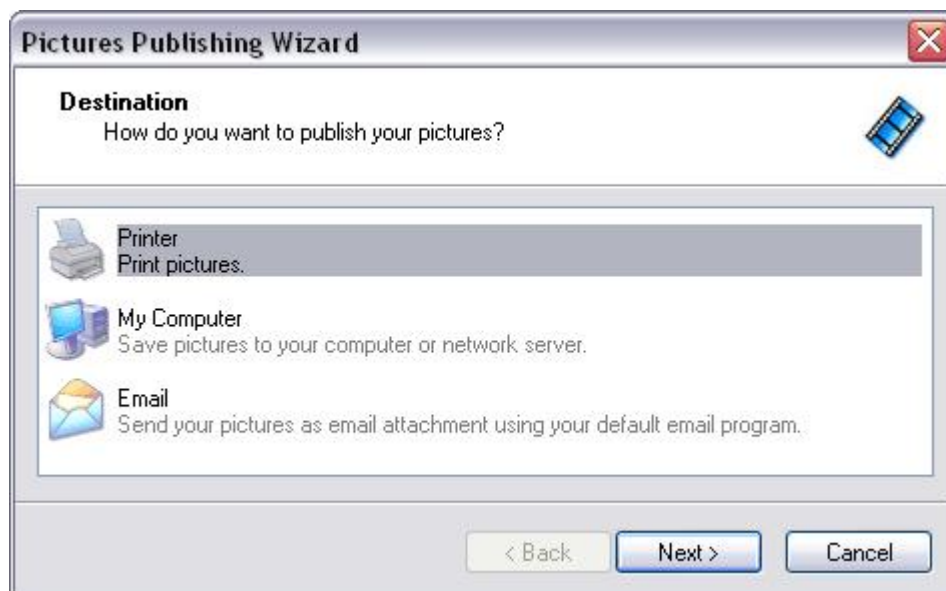 Pictures Publishing Wizard
Destination
How do you want to publish your pictures?
Printer
Print pictures.
My Computer
Save pictures to your computer or network server.
Email
Send your pictures as email attachment using your default email program.
< Back Next > Cancel